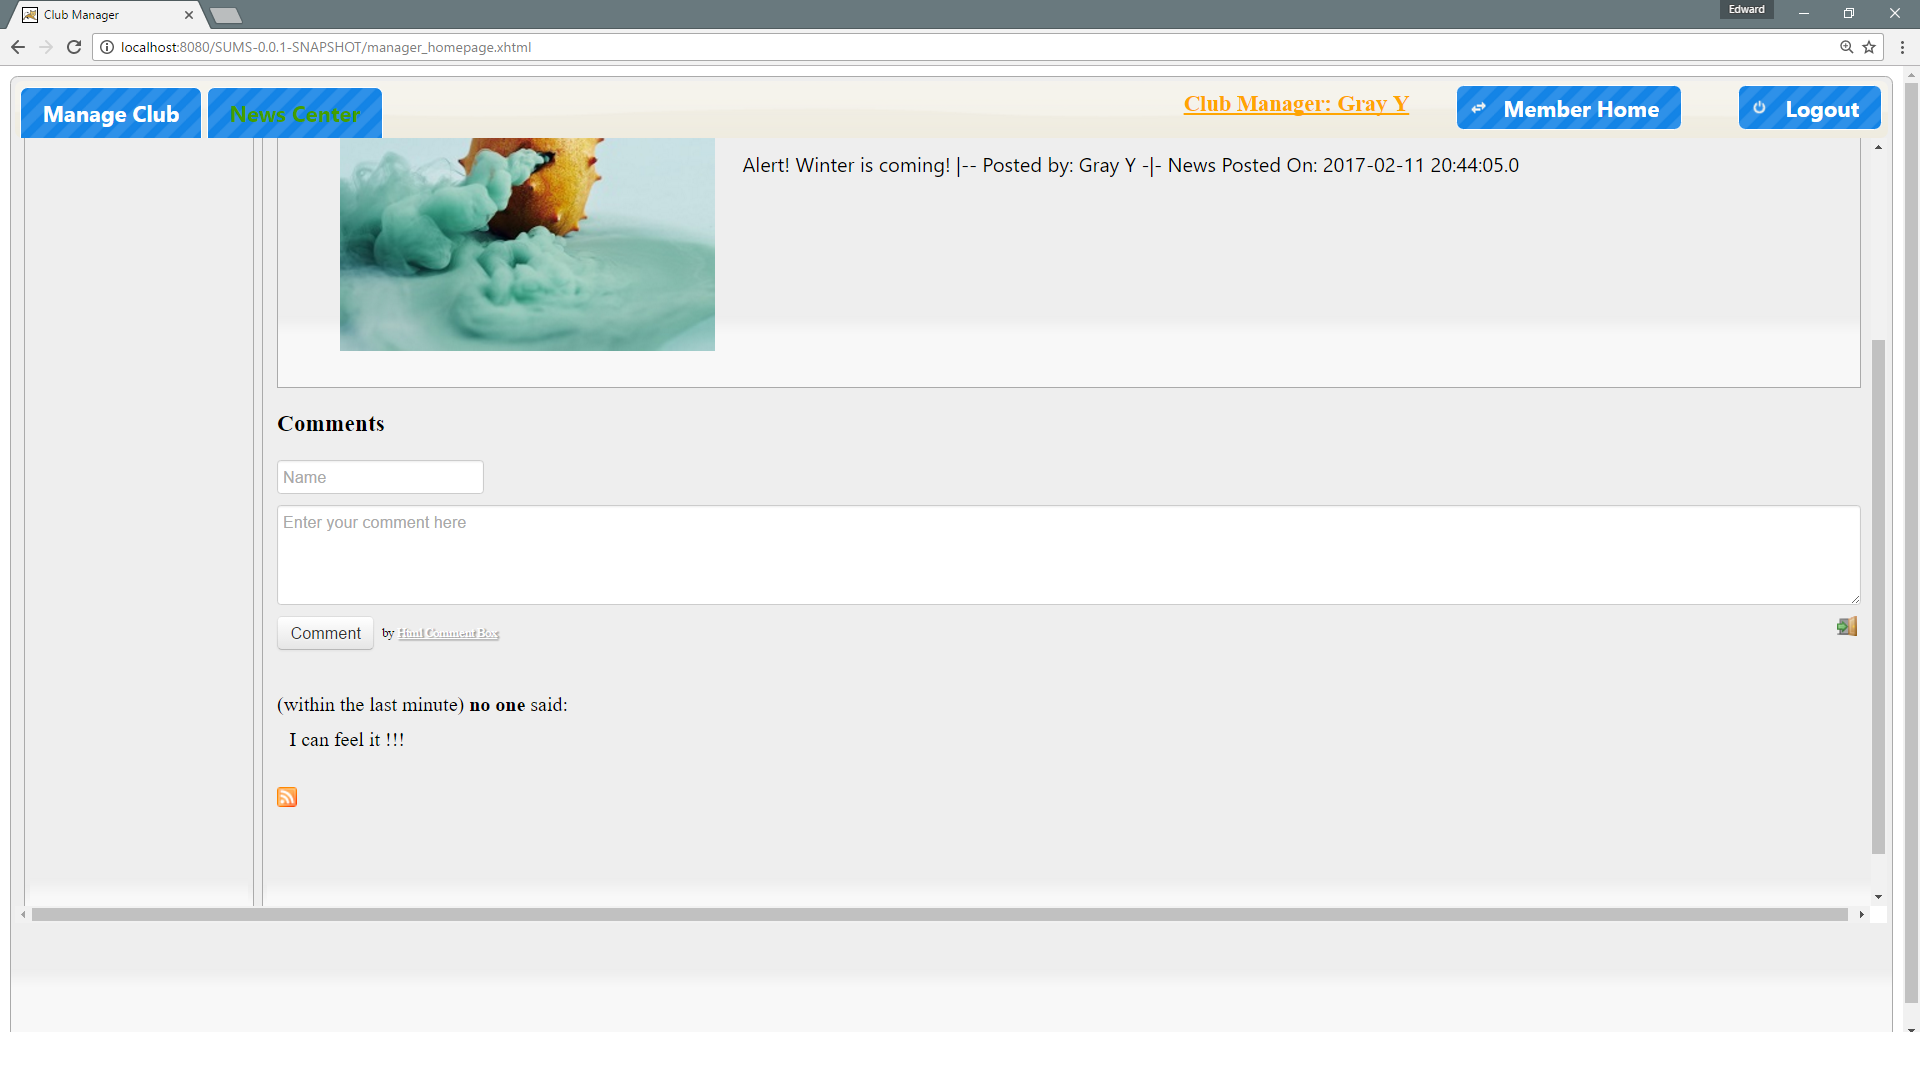 Club Manager
Edward
localhost:8080/SUMS-0.0.1-SNAPSHOT/manager_homepage.xhtml
Manage Club
News Center
Club Manager: Gray Y
Member Home
Logout
Alert! Winter is coming! |-- Posted by: Gray Y -|- News Posted On: 2017-02-11 20:44:05.0
Comments
Name
Enter your comment here
Comment
by Html Comment Box
(within the last minute) no one said:
I can feel it !!!